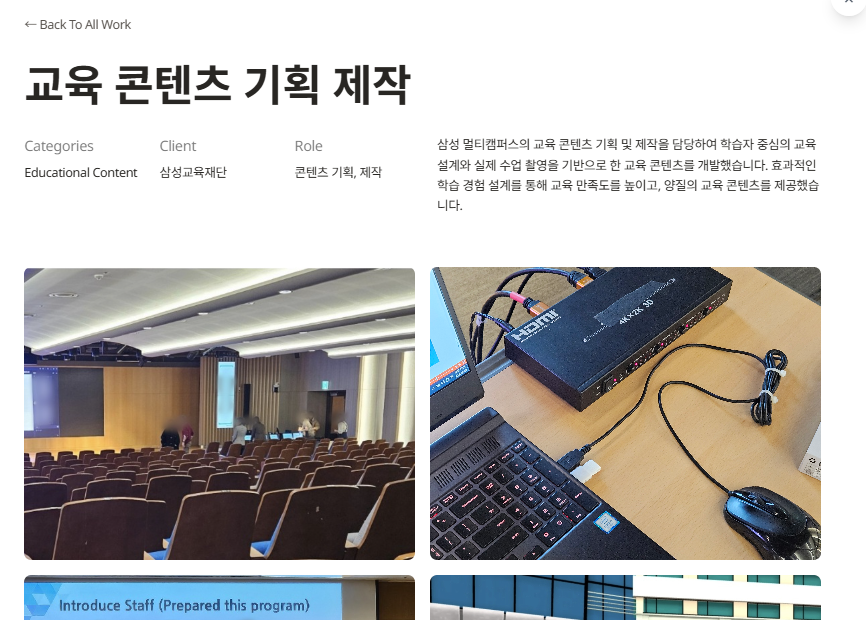 ← Back To All Work
교육 콘텐츠 기획 제작
Categories
Client
Role
Educational Content
삼성교육재단
콘텐츠 기획, 제작
삼성 멀티캠퍼스의 교육 콘텐츠 기획 및 제작을 담당하여 학습자 중심의 교육
설계와 실제 수업 촬영을 기반으로 한 교육 콘텐츠를 개발했습니다. 효과적인
학습 경험 설계를 통해 교육 만족도를 높이고, 양질의 교육 콘텐츠를 제공했습
니다.
HDMI
4K×2K 3D
Introduce Staff (Prepared this program)